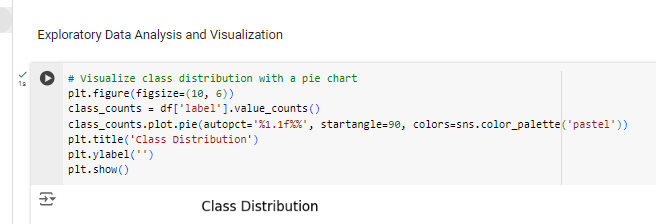 Exploratory Data Analysis and Visualization
1s
# Visualize class distribution with a pie chart
plt.figure(figsize=(10, 6))
class_counts = df['label'].value_counts()
class_counts.plot.pie(autopct='%1.1f%%', startangle=90, colors=sns.color_palette('pastel'))
plt.title('Class Distribution')
plt.ylabel('')
plt.show()
Class Distribution